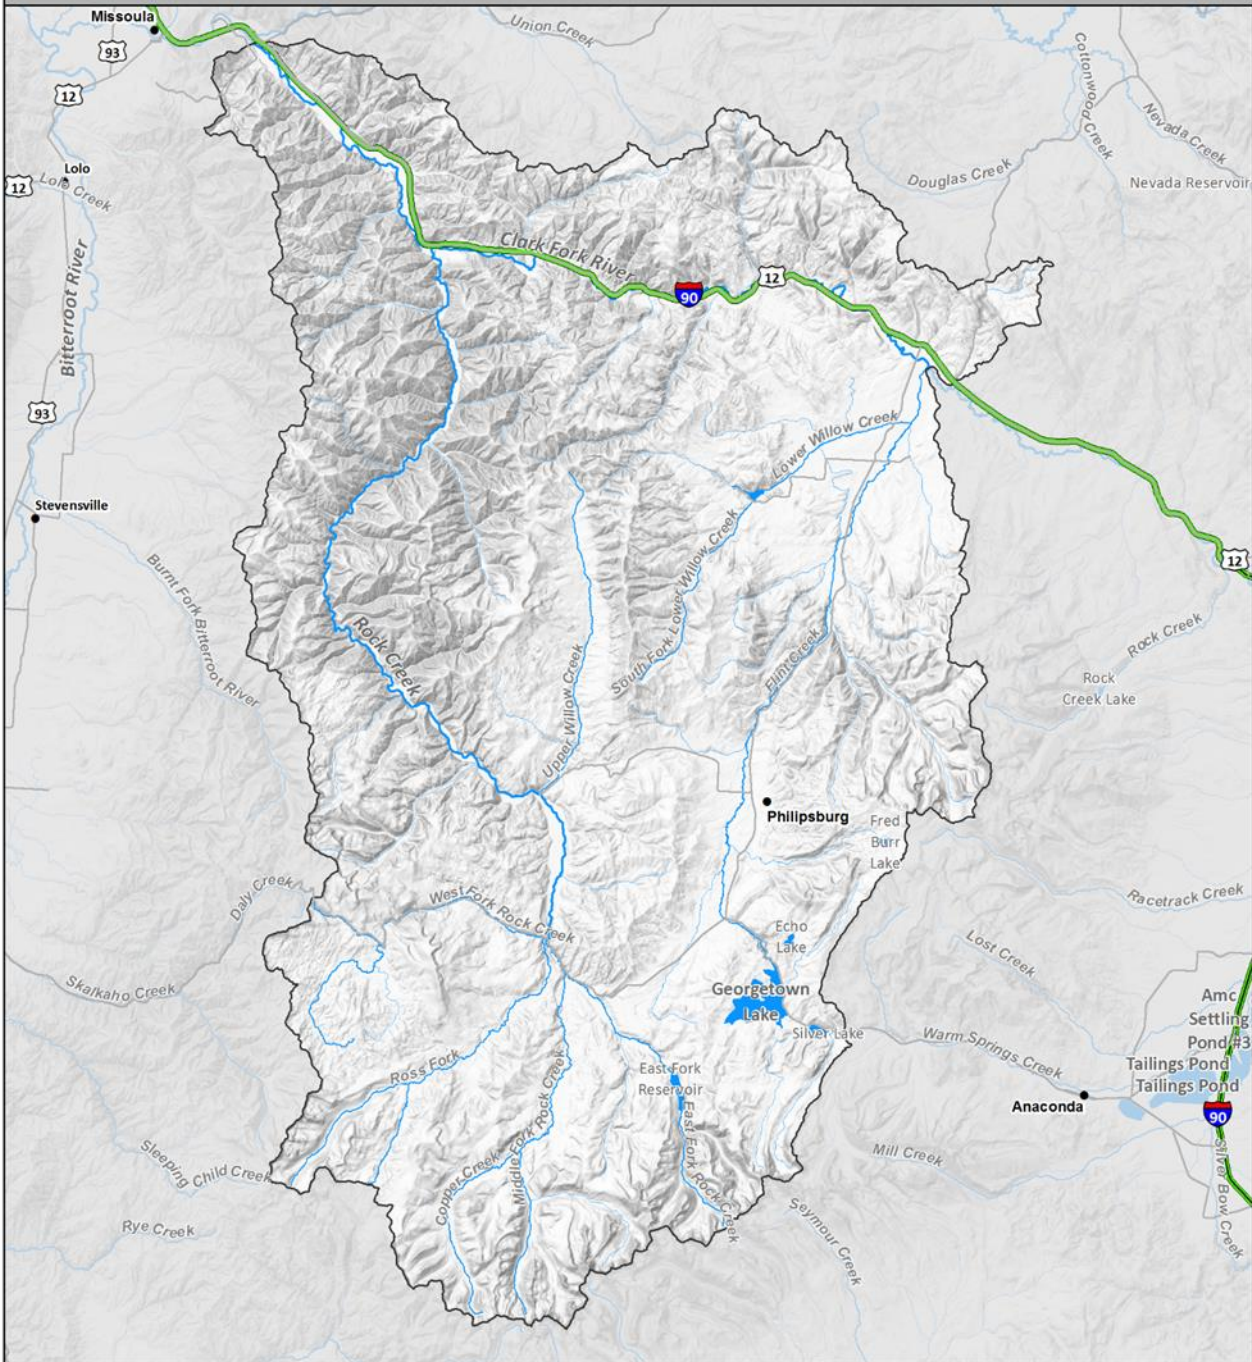 Missoula
Union Creek
93
12
Cottonwood Creek
Nevada Creek
Lolo
12
Lolo Creek
Douglas Creek
Nevada Reservoir
Bitterroot River
Clark Fork River
12
90
93
Lower Willow Creek
Stevensville
South Fork Lower Willow Creek
12
Burnt Fork Bitterroot River
Rock Creek
Flint Creek
Rock Creek
Upper Willow Creek
Rock
Creek Lake
Philipsburg
Fred
Burr
Lake
Daly Creek
West Fork Rock Creek
Racetrack Creek
Echo
Lake
Lost Creek
Skalkaho Creek
Georgetown
Lake
Amc
Settling
Pond #3
Silver Lake
Warm Springs Creek
Ross Fork
East Fork
Reservoir
Tailings Pond
Tailings Pond
Anaconda
90
Middle Fork Rock Creek
East Fork Rock Creek
Copper Creek
Mill Creek
Sleeping Child Creek
Silver Bow Creek
Rye Creek
Seymour Creek